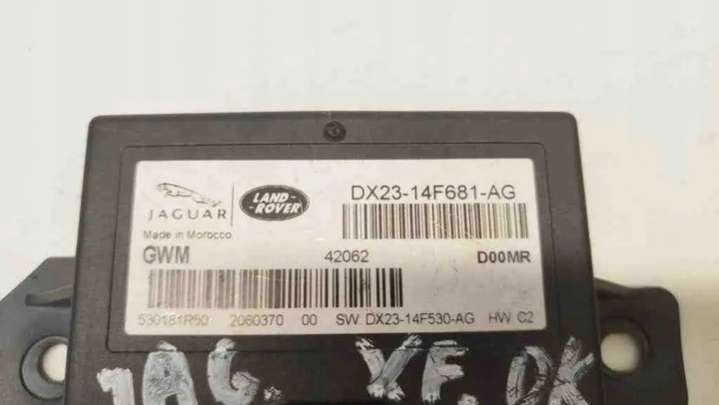 JAGUAR
LAND-
-ROVER
DX23-14F681-AG
Made in Morocco
GWM 42062 D00MR
530181R50 2060370 00 SW DX23-14F530-AG HW C2
JAG. XF. OK